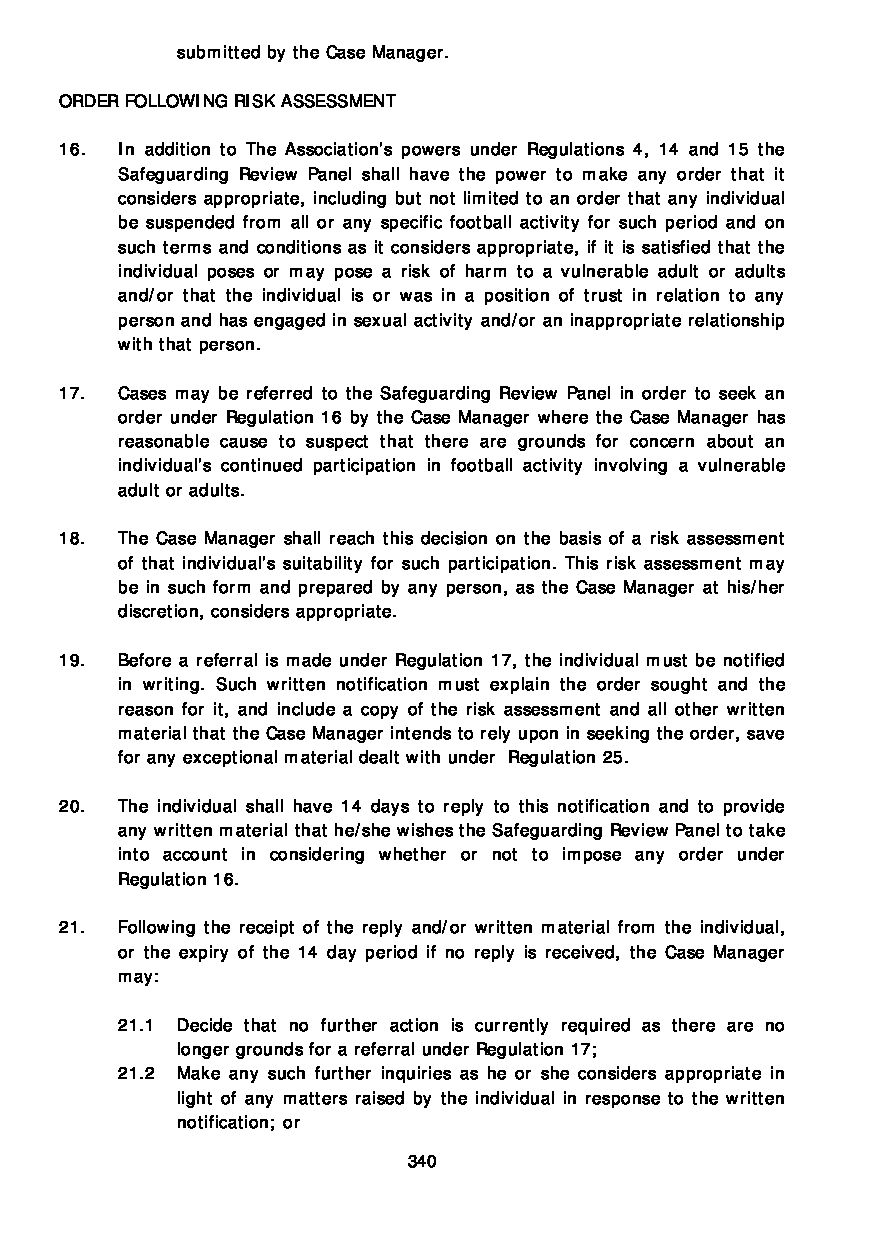 submitted by the Case Manager.
ORDER FOLLOWING RISK ASSESSMENT
16. In addition to The Association's powers under Regulations 4, 14 and 15 the
Safeguarding Review Panel shall have the power to make any order that it
considers appropriate, including but not limited to an order that any individual
be suspended from all or any specific football activity for such period and on
such terms and conditions as it considers appropriate, if it is satisfied that the
individual poses or may pose a risk of harm to a vulnerable adult or adults
and/or that the individual is or was in a position of trust in relation to any
person and has engaged in sexual activity and/or an inappropriate relationship
with that person.
17. Cases may be referred to the Safeguarding Review Panel in order to seek an
order under Regulation 16 by the Case Manager where the Case Manager has
reasonable cause to suspect that there are grounds for concern about an
individual's continued participation in football activity involving a vulnerable
adult or adults.
18. The Case Manager shall reach this decision on the basis of a risk assessment
of that individual's suitability for such participation. This risk assessment may
be in such form and prepared by any person, as the Case Manager at his/her
discretion, considers appropriate.
19. Before a referral is made under Regulation 17, the individual must be notified
in writing. Such written notification must explain the order sought and the
reason for it, and include a copy of the risk assessment and all other written
material that the Case Manager intends to rely upon in seeking the order, save
for any exceptional material dealt with under Regulation 25.
20. The individual shall have 14 days to reply to this notification and to provide
any written material that he/she wishes the Safeguarding Review Panel to take
into account in considering whether or not to impose any order under
Regulation 16.
21. Following the receipt of the reply and/or written material from the individual,
or the expiry of the 14 day period if no reply is received, the Case Manager
may:
21.1 Decide that no further action is currently required as there are no
longer grounds for a referral under Regulation 17;
21.2 Make any such further inquiries as he or she considers appropriate in
light of any matters raised by the individual in response to the written
notification; or
340